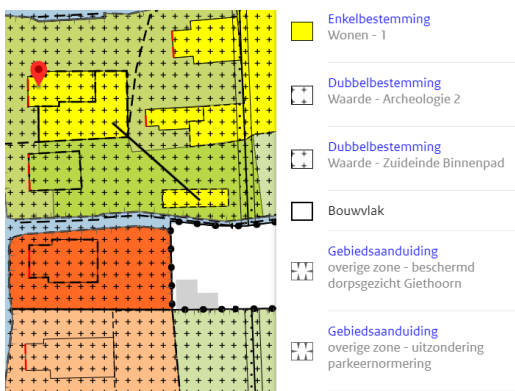 Enkelbestemming
Wonen - 1
Dubbelbestemming
Waarde - Archeologie 2
Dubbelbestemming
Waarde - Zuideinde Binnenpad
Bouwvlak
Gebiedsaanduiding
overige zone - beschermd
dorpsgezicht Giethoorn
Gebiedsaanduiding
overige zone - uitzondering
parkeernormering